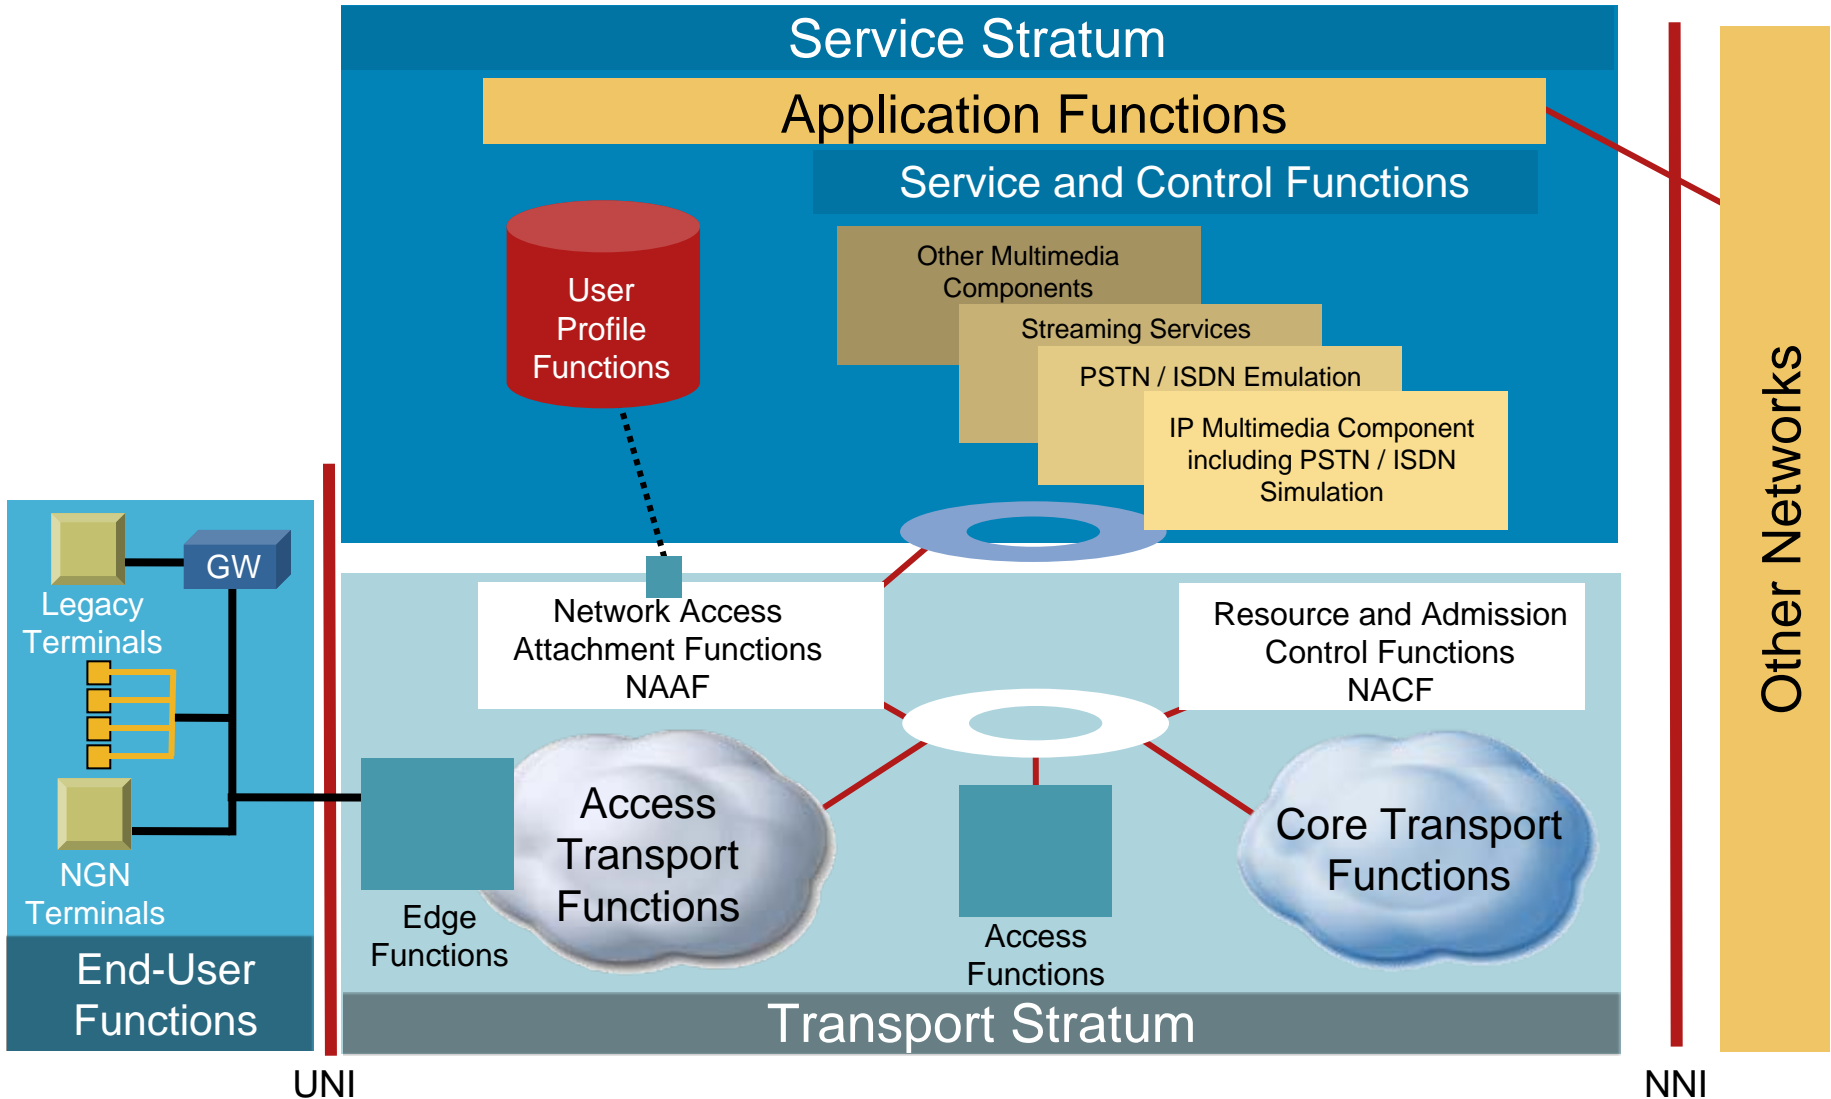 Service Stratum
Application Functions
Service and Control Functions
Other Multimedia
Components
Streaming Services
PSTN / ISDN Emulation
IP Multimedia Component
including PSTN / ISDN
Simulation
User
Profile
Functions
GW
Legacy
Terminals
NGN
Terminals
End-User
Functions
Network Access
Attachment Functions
NAAF
Resource and Admission
Control Functions
NACF
Access
Transport
Functions
Edge
Functions
Access
Functions
Core Transport
Functions
Transport Stratum
Other Networks
UNI
NNI